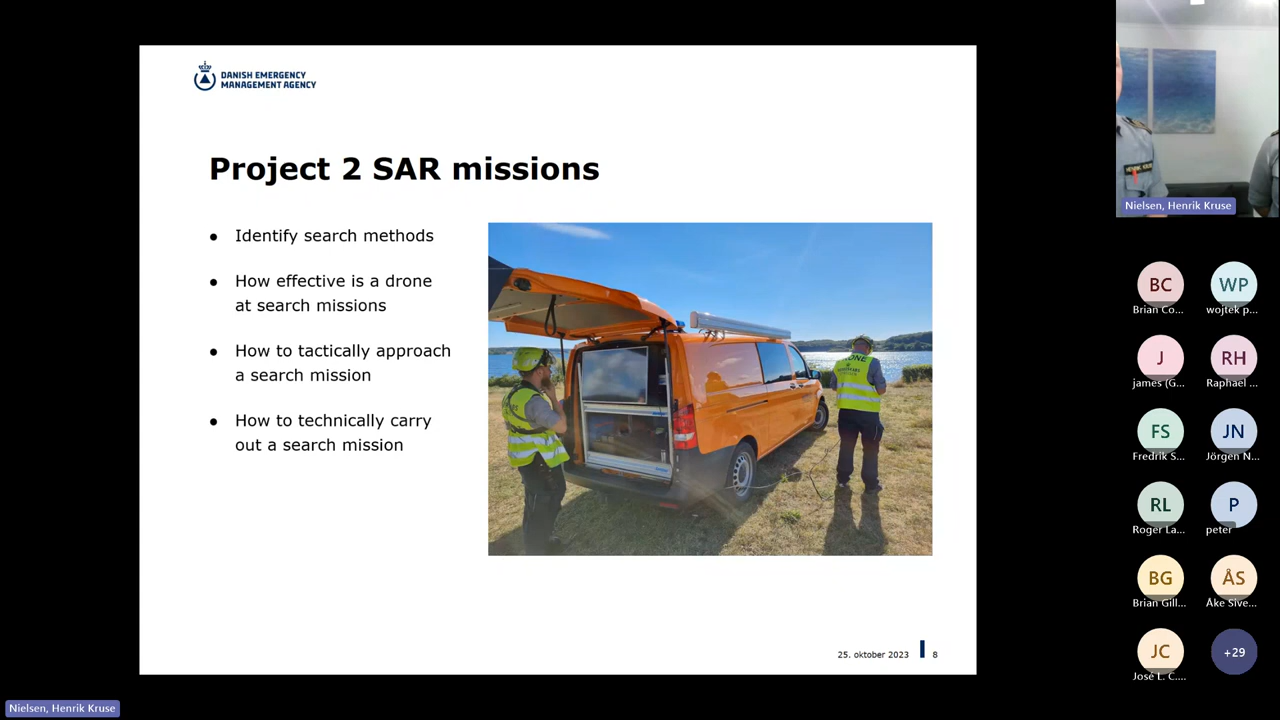 DANISH EMERGENCY
MANAGEMENT AGENCY
Project 2 SAR missions
● Identify search methods
● How effective is a drone
at search missions
● How to tactically approach
a search mission
● How to technically carry
out a search mission
DRONE
25. oktober 2023
8
Nielsen, Henrik Kruse
BC
Brian Co...
WP
wojtek p...
J
james (G...
RH
Raphael ...
FS
Fredrik S...
JN
Jörgen N...
RL
Roger La...
P
peter
BG
Brian Gill...
ÅS
Åke Sive...
JC
José L. C....
+29
Nielsen, Henrik Kruse